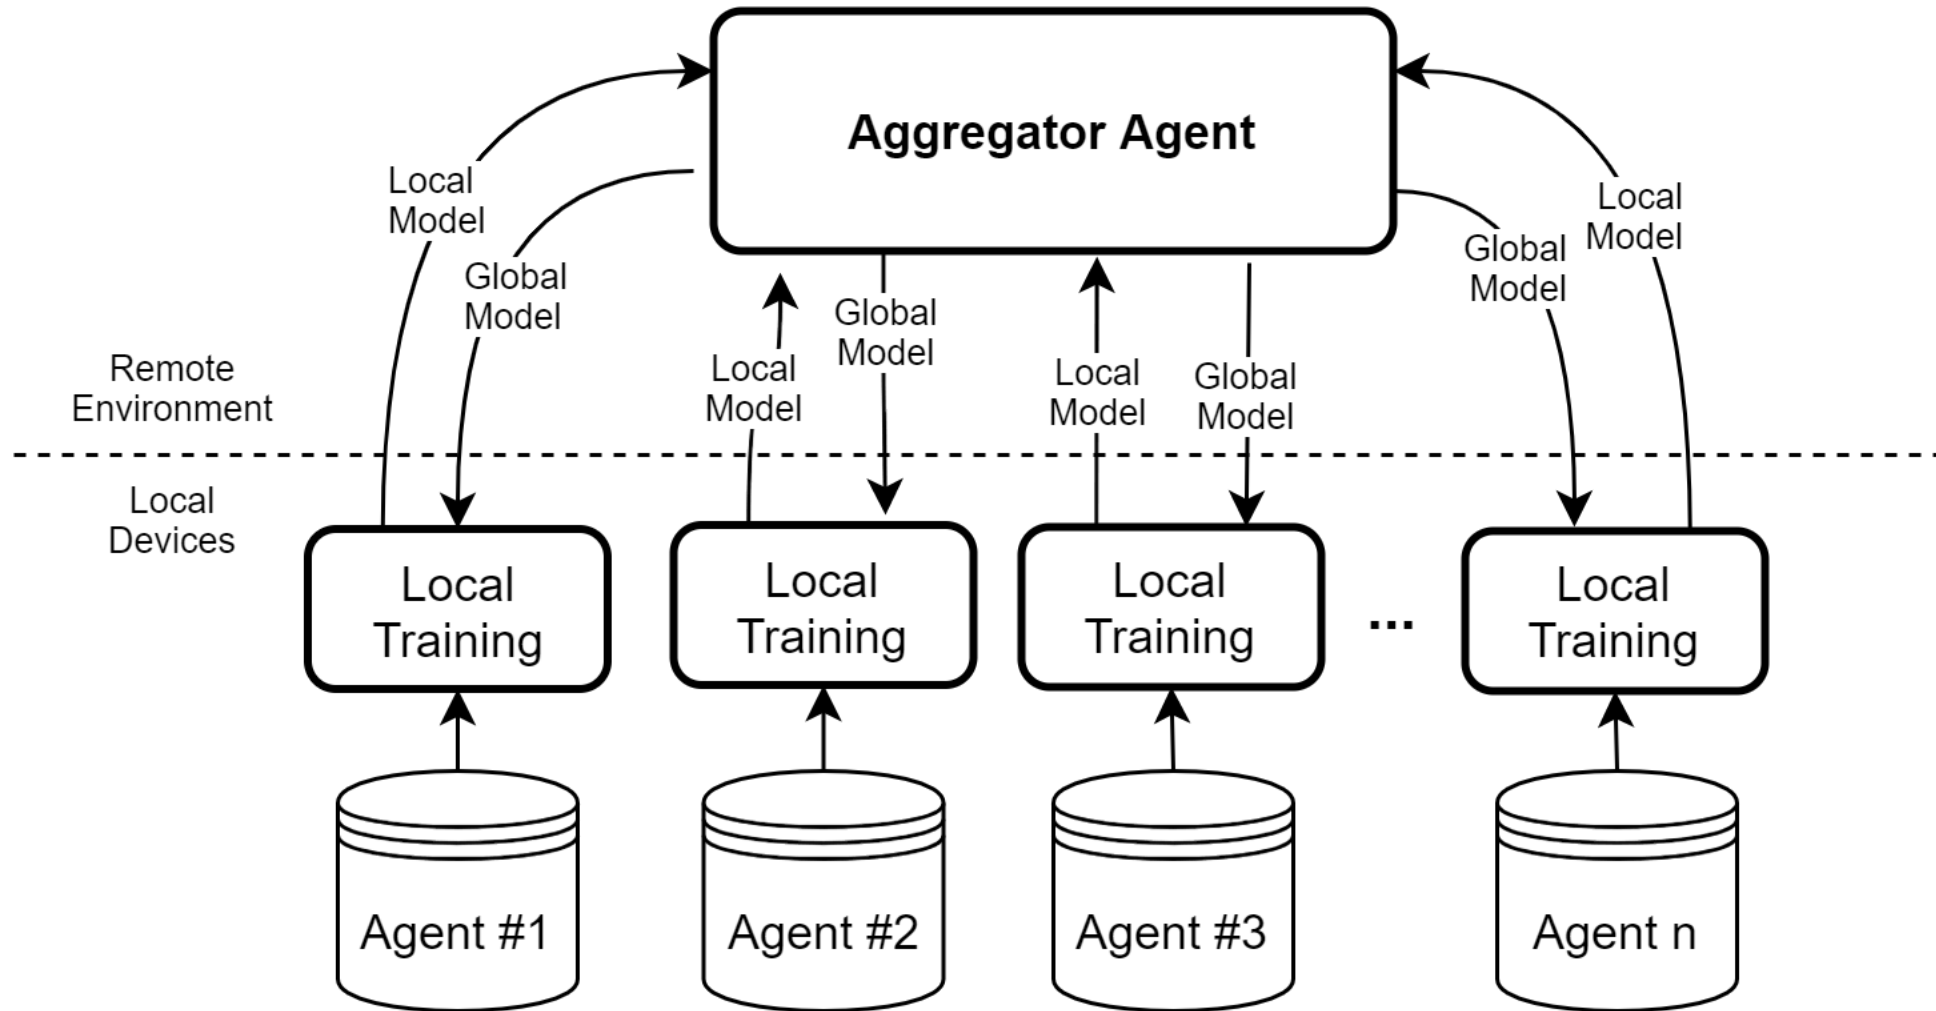 Aggregator Agent
Local
Model
Global
Model
Local
Model
Global
Model
Local
Model
Global
Model
Global
Model
Local
Model
Remote
Environment
Local
Devices
Local
Training
Local
Training
Local
Training
...
Local
Training
Agent #1
Agent #2
Agent #3
Agent n